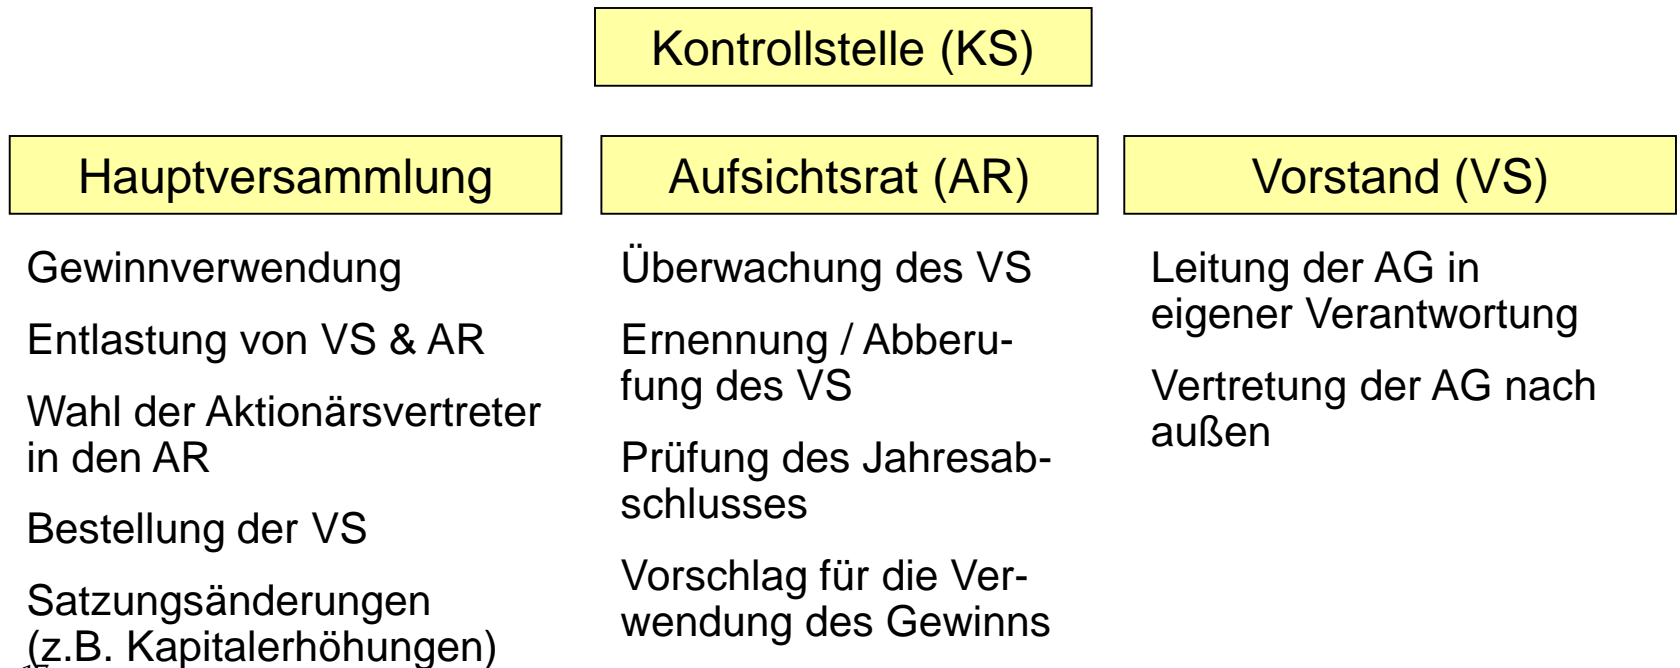 Kontrollstelle (KS)
Hauptversammlung
Gewinnverwendung
Entlastung von VS & AR
Wahl der Aktionärsvertreter
in den AR
Bestellung der VS
Satzungsänderungen
(z.B. Kapitalerhöhungen)
Aufsichtsrat (AR)
Überwachung des VS
Ernennung / Abberu-
fung des VS
Prüfung des Jahresab-
schlusses
Vorschlag für die Ver-
wendung des Gewinns
Vorstand (VS)
Leitung der AG in
eigener Verantwortung
Vertretung der AG nach
außen